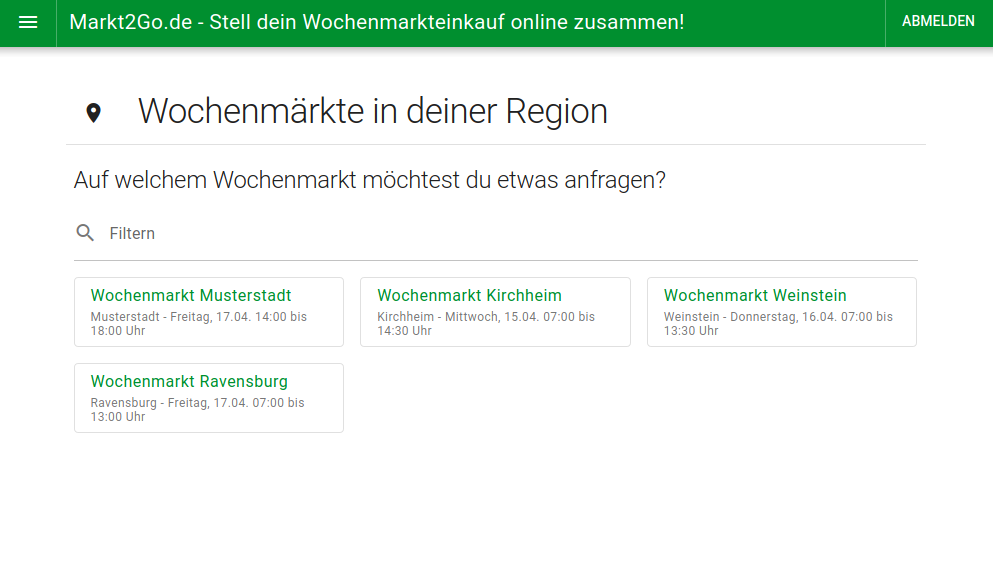 Markt2Go.de - Stell dein Wochenmarkteinkauf online zusammen!
ABMELDEN
Wochenmärkte in deiner Region
Auf welchem Wochenmarkt möchtest du etwas anfragen?
Filtern
Wochenmarkt Musterstadt
Musterstadt - Freitag, 17.04. 14:00 bis
18:00 Uhr
Wochenmarkt Kirchheim
Kirchheim - Mittwoch, 15.04. 07:00 bis
14:30 Uhr
Wochenmarkt Weinstein
Weinstein - Donnerstag, 16.04. 07:00 bis
13:30 Uhr
Wochenmarkt Ravensburg
Ravensburg - Freitag, 17.04. 07:00 bis
13:00 Uhr